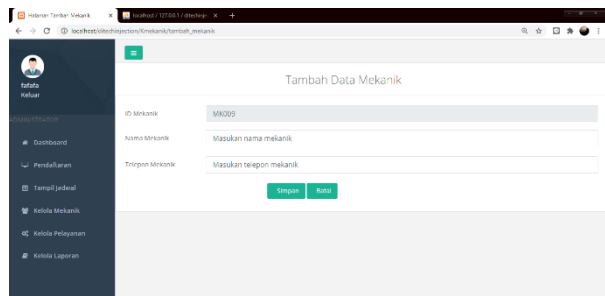 Halaman Tambah Mekanik
localhost / 127.0.0.1 / ditechinje
localhost/ditechinjection/Kmekanik/tambah_mekanik
fafafa
Keluar
ADMINISTRATOR
Dashboard
Pendaftaran
Tampil Jadwal
Kelola Mekanik
Kelola Pelayanan
Kelola Laporan
Tambah Data Mekanik
ID Mekanik
MK009
Nama Mekanik
Masukan nama mekanik
Telepon Mekanik
Masukan telepon mekanik
Simpan
Batal